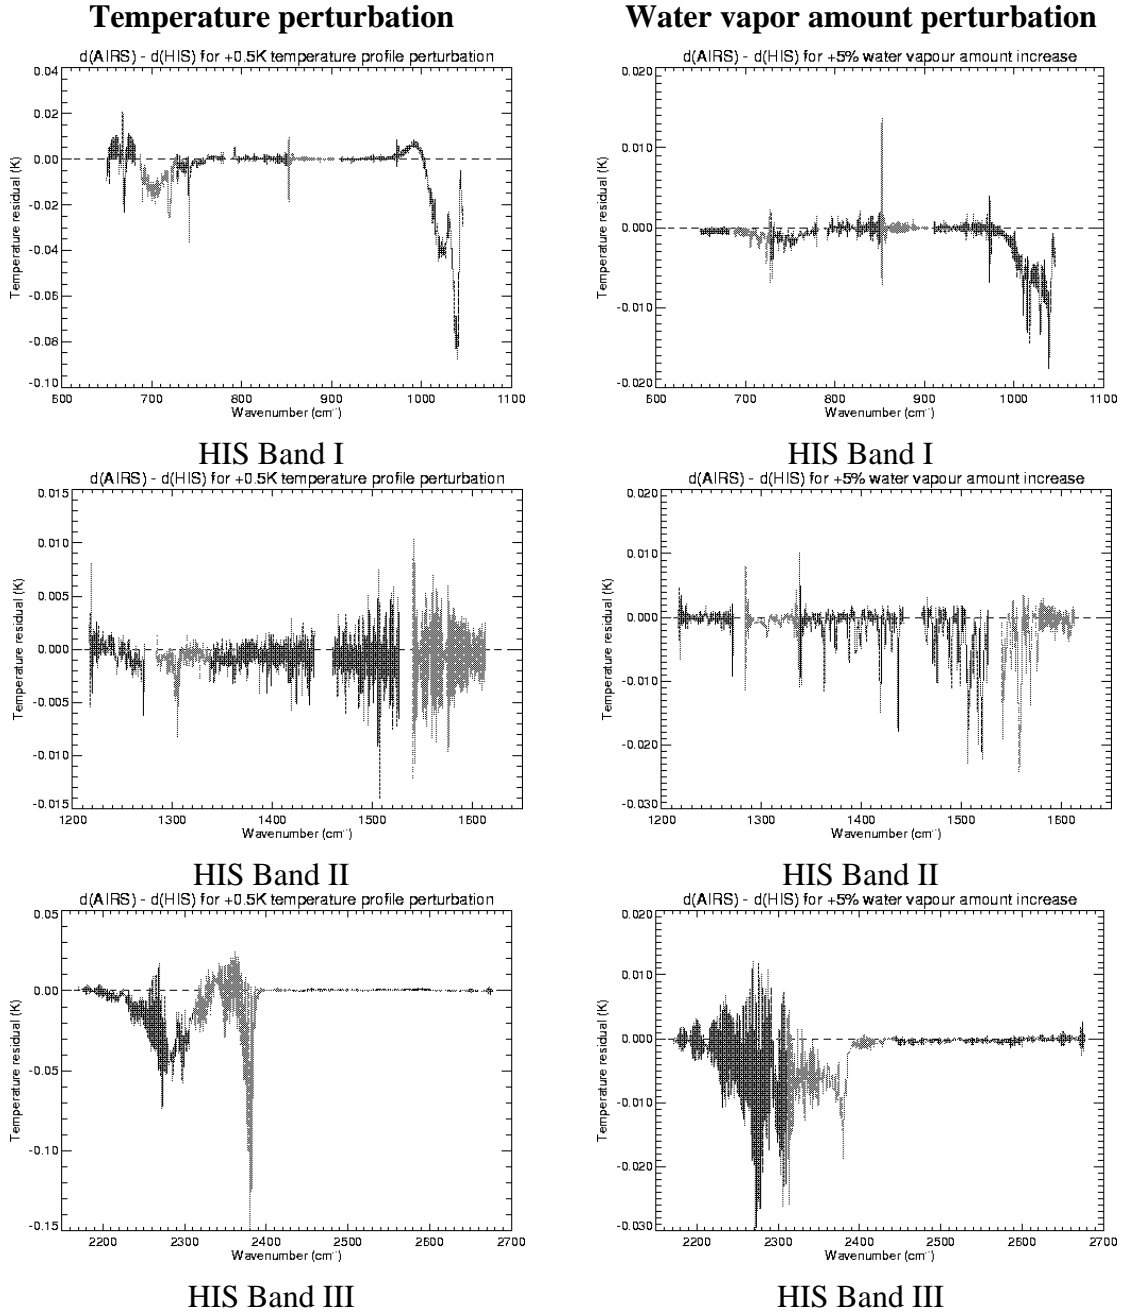 Temperature perturbation
Water vapor amount perturbation
d(AIRS) - d(HIS) for +0.5K temperature profile perturbation
0.04
0.02
0.00
-0.02
-0.04
-0.06
-0.08
-0.10
Temperature residual (K)
600 700 800 900 1000 1100
Wavenumber (cm⁻¹)
HIS Band I
d(AIRS) - d(HIS) for +5% water vapour amount increase
0.020
0.010
0.000
-0.010
-0.020
Temperature residual (K)
600 700 800 900 1000 1100
Wavenumber (cm⁻¹)
HIS Band I
d(AIRS) - d(HIS) for +0.5K temperature profile perturbation
0.015
0.010
0.005
0.000
-0.005
-0.010
-0.015
Temperature residual (K)
1200 1300 1400 1500 1600
Wavenumber (cm⁻¹)
HIS Band II
d(AIRS) - d(HIS) for +5% water vapour amount increase
0.020
0.010
0.000
-0.010
-0.020
-0.030
Temperature residual (K)
1200 1300 1400 1500 1600
Wavenumber (cm⁻¹)
HIS Band II
d(AIRS) - d(HIS) for +0.5K temperature profile perturbation
0.05
0.00
-0.05
-0.10
-0.15
Temperature residual (K)
2200 2300 2400 2500 2600 2700
Wavenumber (cm⁻¹)
HIS Band III
d(AIRS) - d(HIS) for +5% water vapour amount increase
0.020
0.010
0.000
-0.010
-0.020
-0.030
Temperature residual (K)
2200 2300 2400 2500 2600 2700
Wavenumber (cm⁻¹)
HIS Band III